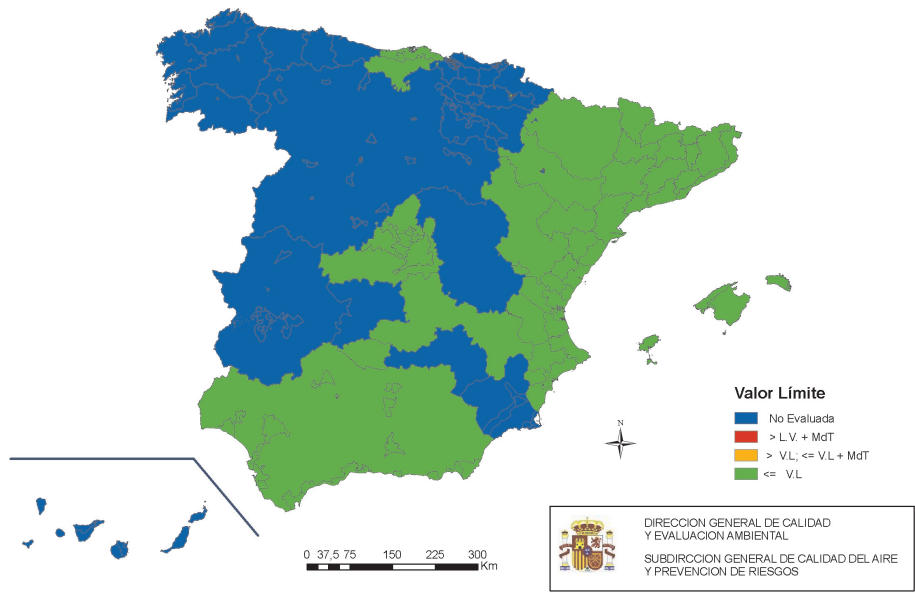 Valor Límite
No Evaluada
> L.V. + MdT
> V.L; <= V.L + MdT
<= V.L
N
0 37,5 75 150 225 300
Km
DIRECCION GENERAL DE CALIDAD
Y EVALUACION AMBIENTAL
SUBDIRCCION GENERAL DE CALIDAD DEL AIRE
Y PREVENCION DE RIESGOS